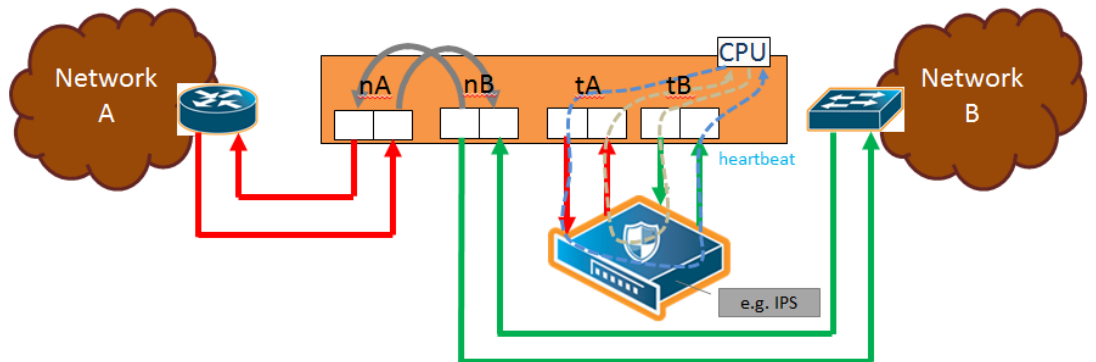 Network
A
nA
nB
tA
tB
CPU
Network
B
heartbeat
e.g. IPS